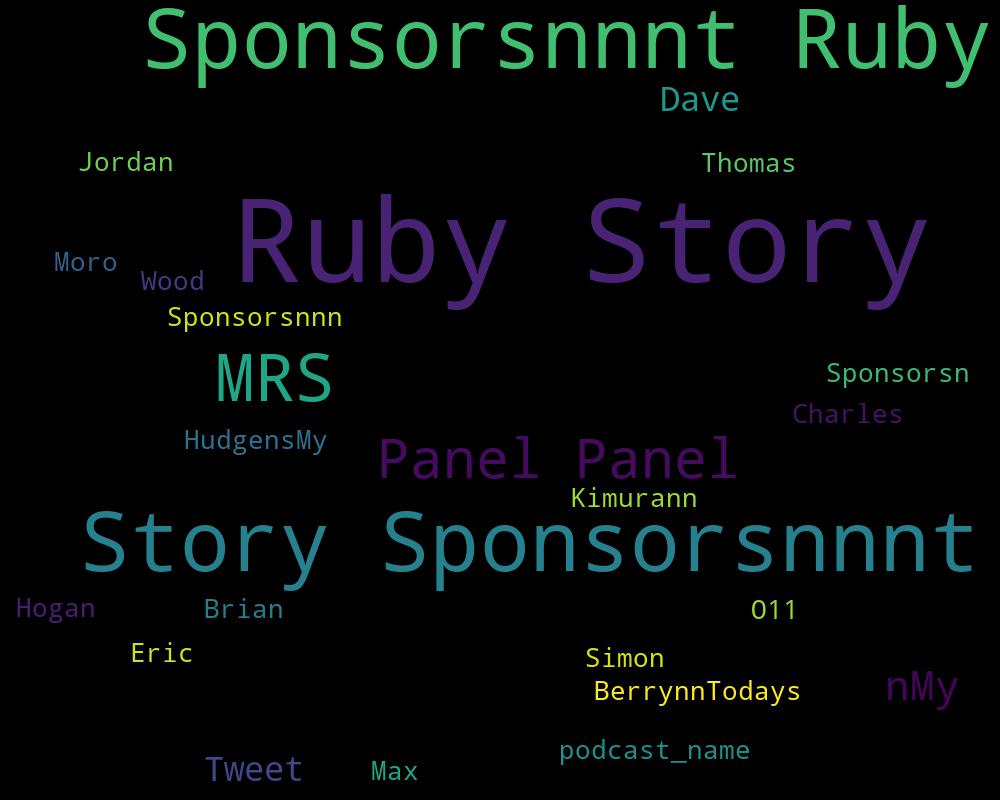 Sponsorsnnnt Ruby
Dave
Jordan
Thomas
Ruby Story
Moro
Wood
Sponsorsnnn
MRS
Sponsorsn
Charles
HudgensMy
Panel Panel
Kimurann
Story Sponsorsnnnt
Hogan
Brian
O11
Eric
Simon
BerrynnTodays
nMy
podcast_name
Tweet
Max